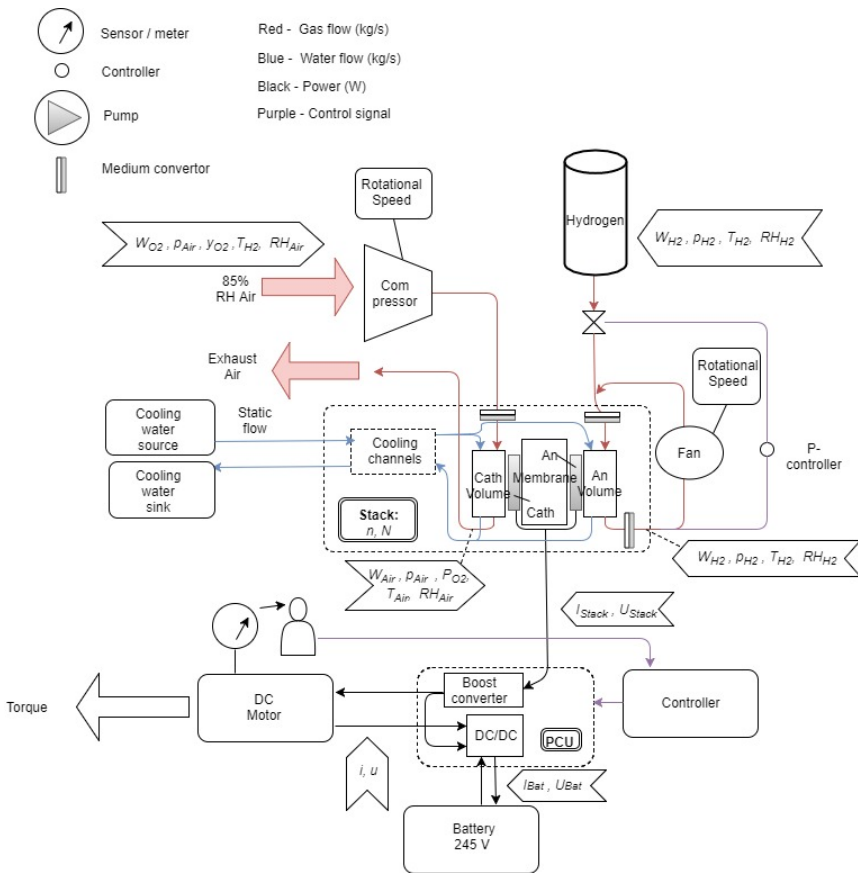 Sensor / meter
Controller
Pump
Medium convertor
Red - Gas flow (kg/s)
Blue - Water flow (kg/s)
Black - Power (W)
Purple - Control signal
Rotational
Speed
Hydrogen
W_O2 , p_Air , y_O2 , T_H2, RH_Air
W_H2 , p_H2 , T_H2, RH_H2
85%
RH Air
Com
pressor
Exhaust
Air
Rotational
Speed
Cooling
water
source
Static
flow
Cooling
channels
Fan
P-
controller
Cooling
water
sink
Cath
Volume
An
Membrane
Cath
An
Volume
Stack:
n, N
W_Air , p_Air , P_O2,
T_Air, RH_Air
W_H2 , p_H2 , T_H2, RH_H2
I_Stack , U_Stack
Boost
converter
Controller
DC
Motor
Torque
DC/DC
PCU
i, u
I_Bat , U_Bat
Battery
245 V